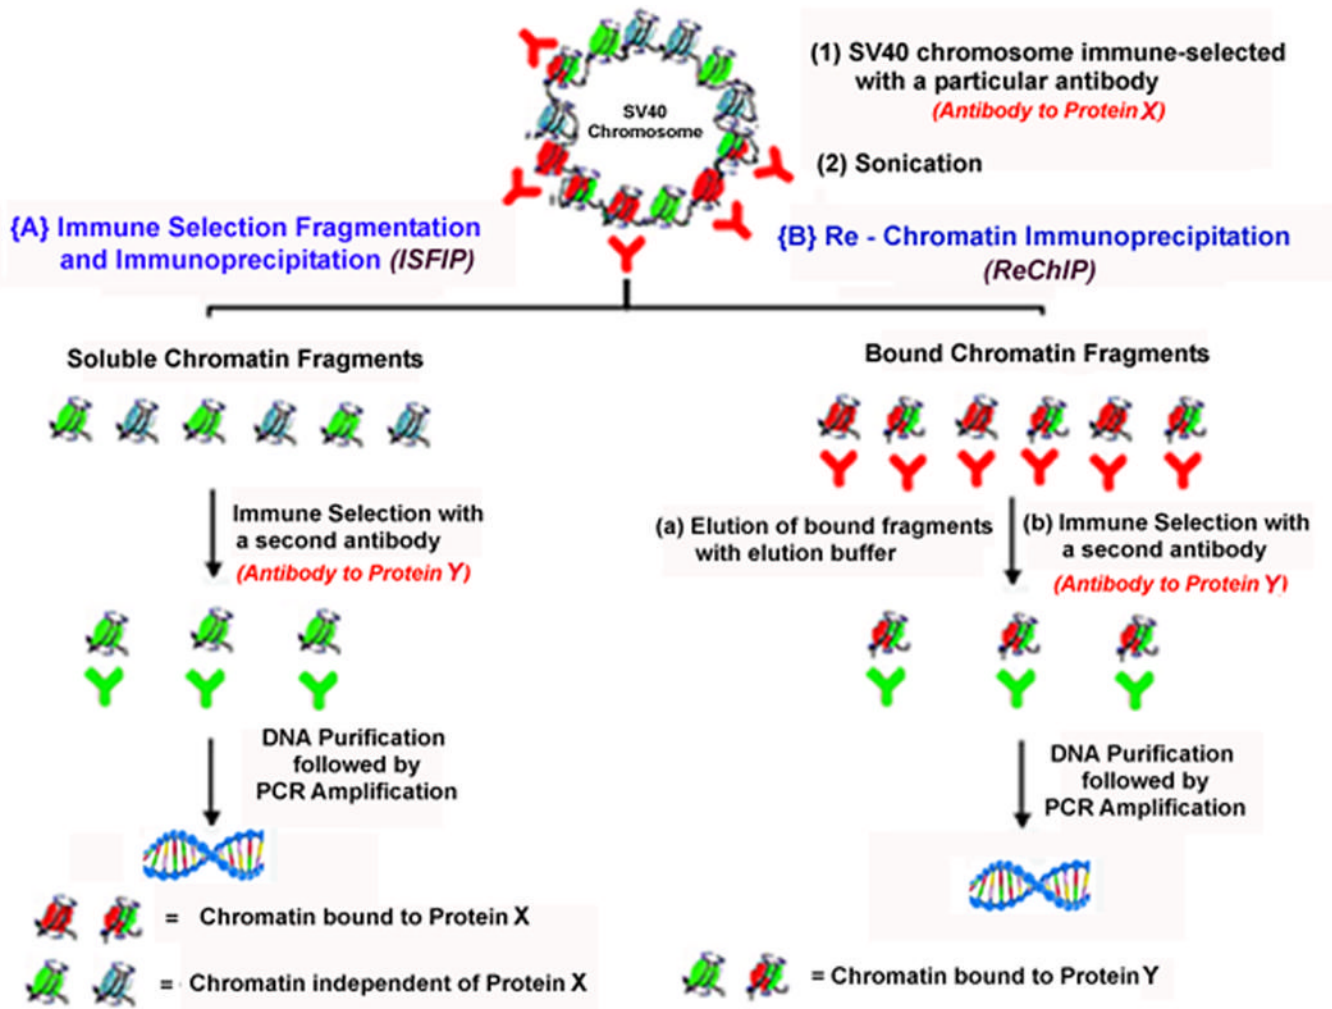 SV40
Chromosome
(1) SV40 chromosome immune-selected
with a particular antibody
(Antibody to Protein X)
(2) Sonication
{A} Immune Selection Fragmentation
and Immunoprecipitation (ISFIP)
{B} Re - Chromatin Immunoprecipitation
(ReChIP)
Soluble Chromatin Fragments
Immune Selection with
a second antibody
(Antibody to Protein Y)
DNA Purification
followed by
PCR Amplification
Bound Chromatin Fragments
(a) Elution of bound fragments
with elution buffer
(b) Immune Selection with
a second antibody
(Antibody to Protein Y)
DNA Purification
followed by
PCR Amplification
= Chromatin bound to Protein X
= Chromatin independent of Protein X
= Chromatin bound to Protein Y